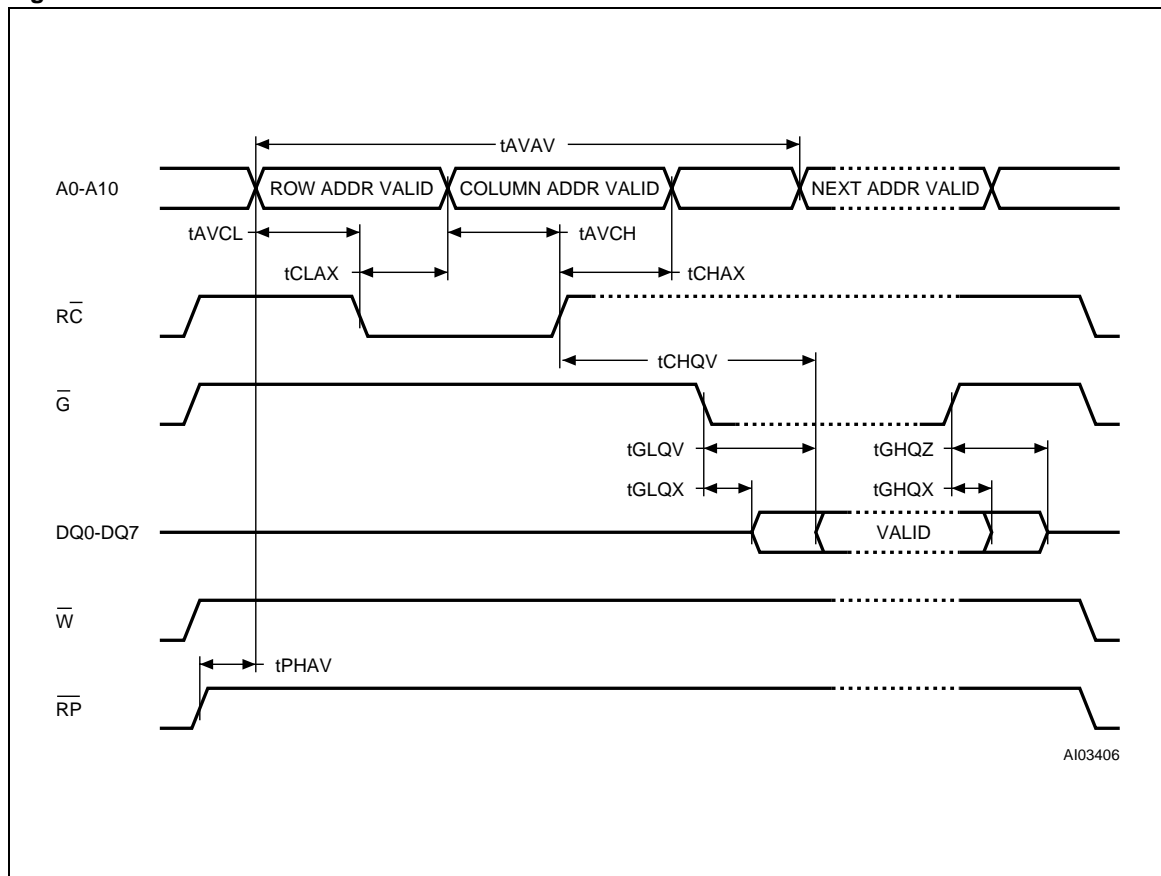 tAVAV
A0-A10 ROW ADDR VALID COLUMN ADDR VALID NEXT ADDR VALID
tAVCL tAVCH
tCLAX tCHAX
RC̅
tCHQV
G̅
tGLQV tGHQZ
tGLQX tGHQX
DQ0-DQ7 VALID
W̅
tPHAV
R̅P̅
AI03406